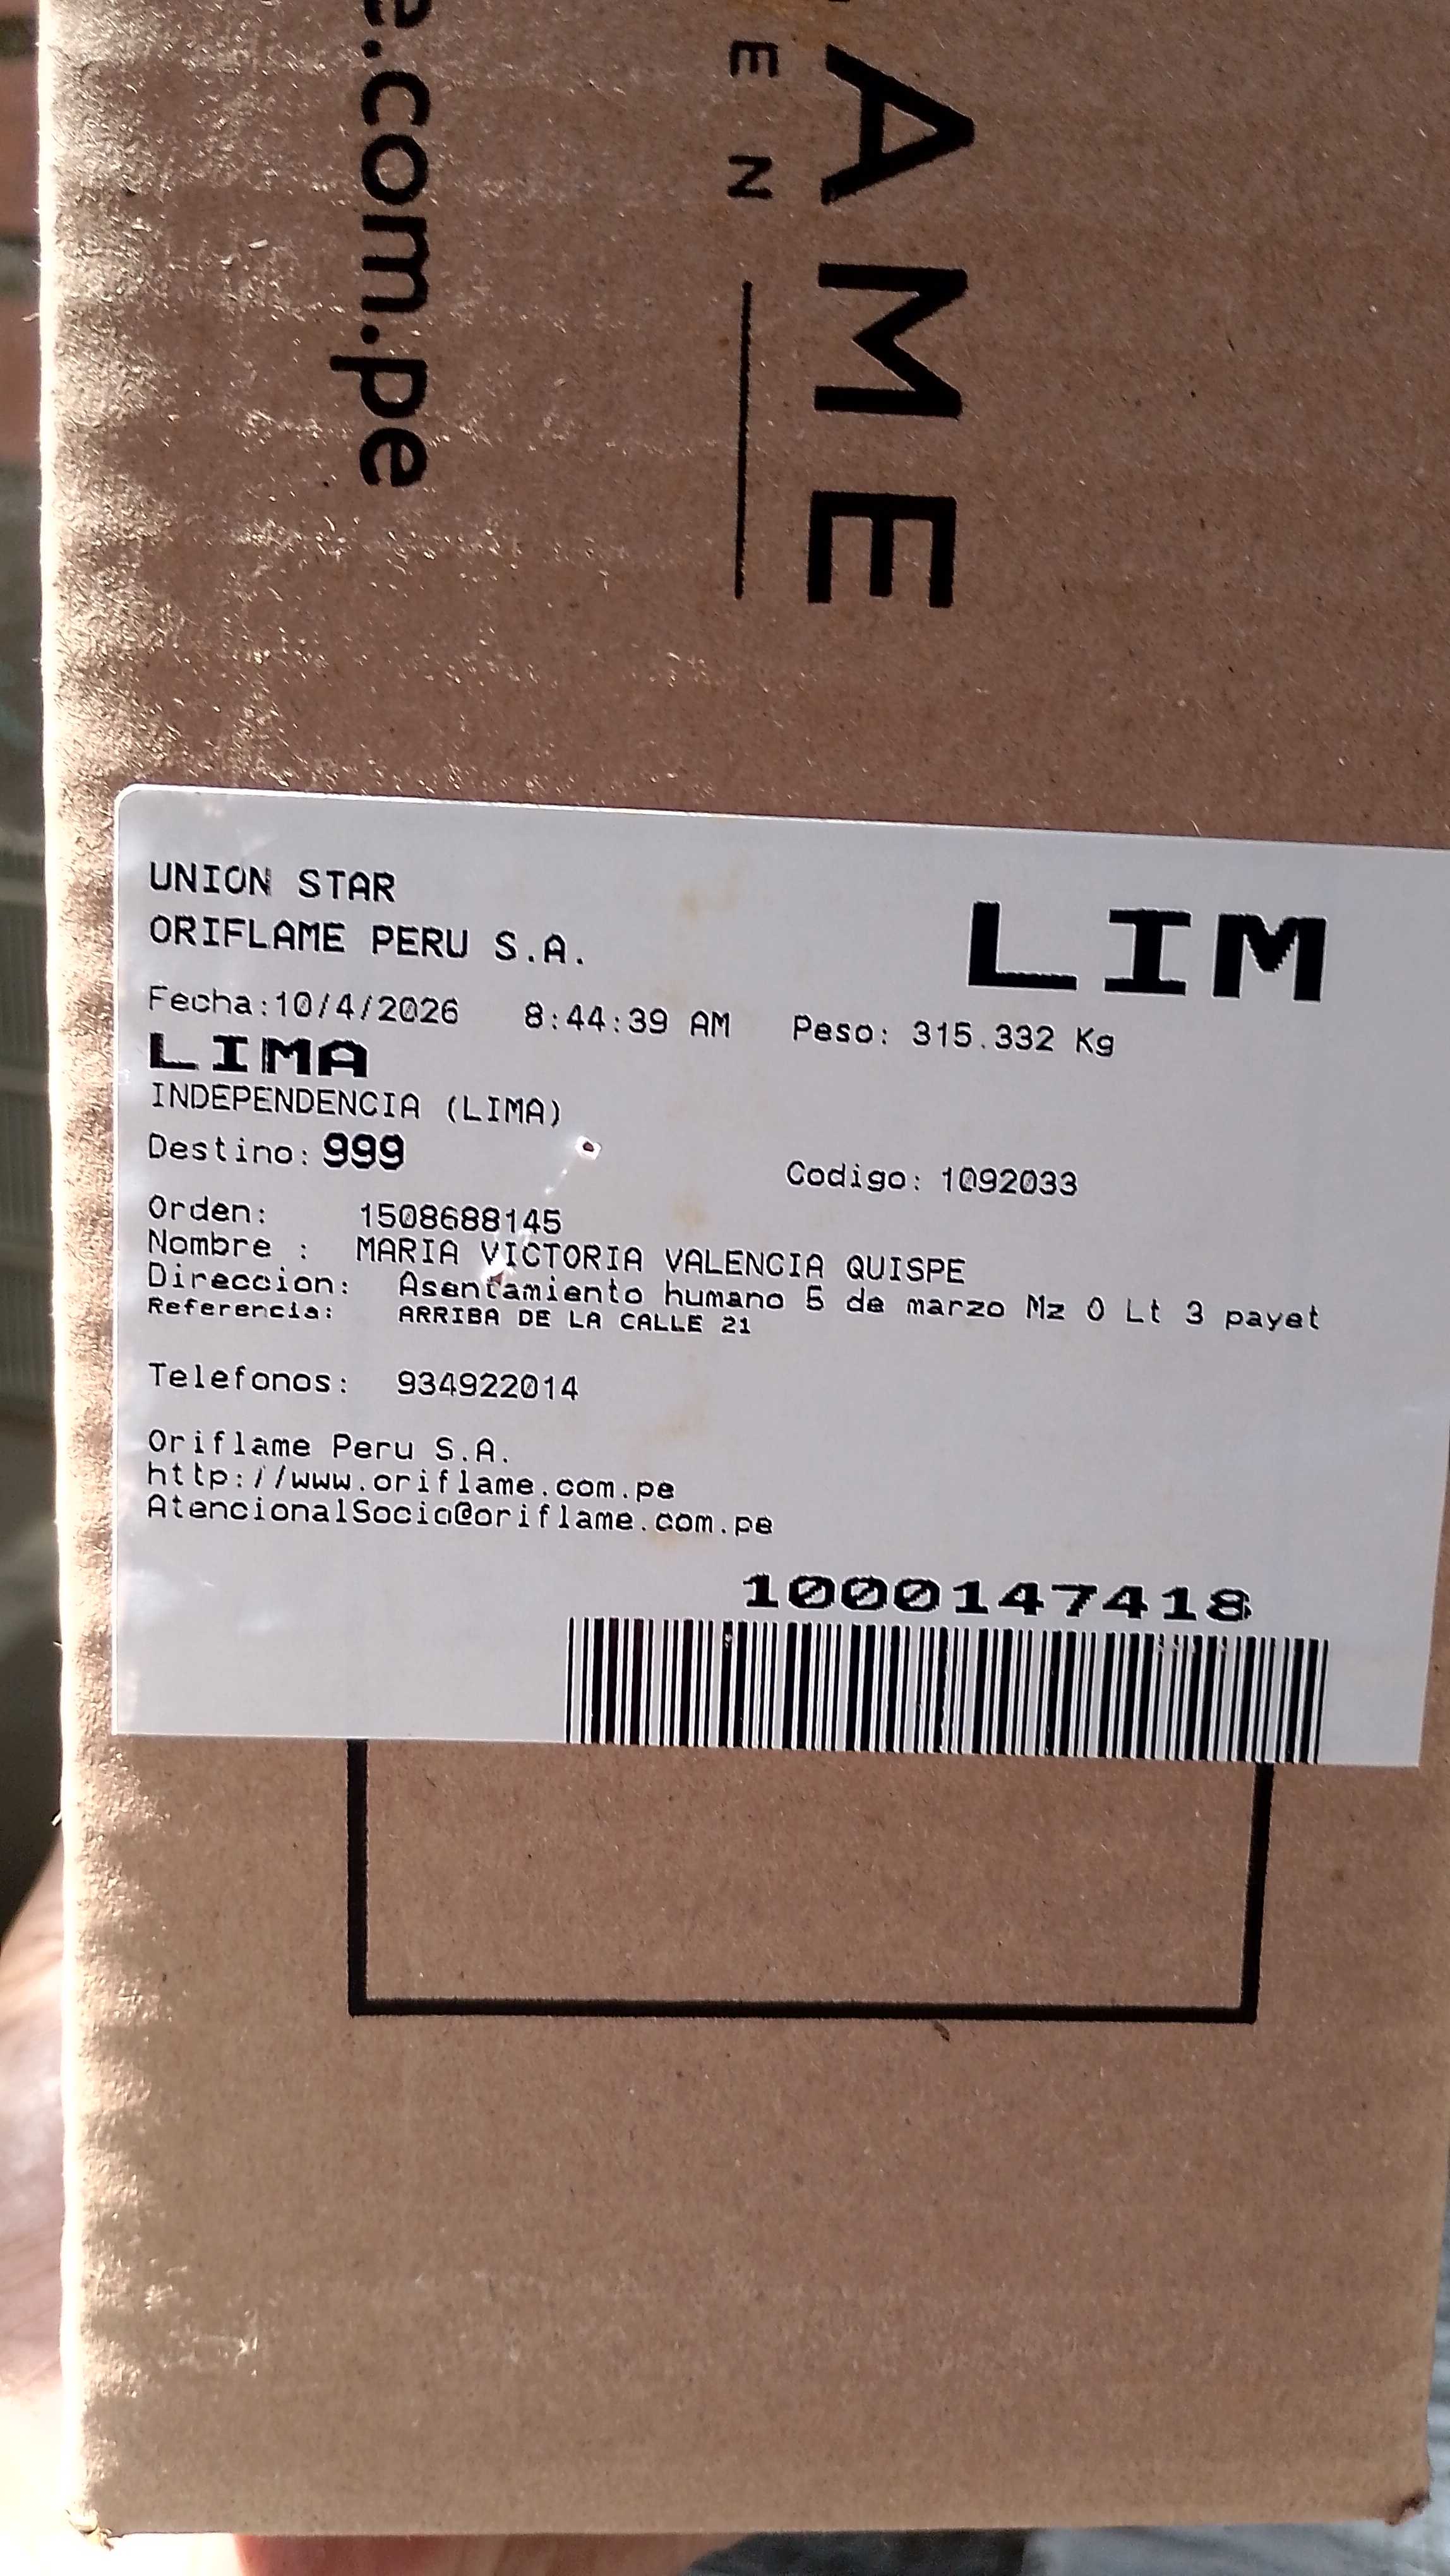 e.com.pe
EN
AME
UNION STAR
ORIFLAME PERU S.A.
LIM
Fecha:10/4/2026 8:44:39 AM Peso: 315.332 Kg
LIMA
INDEPENDENCIA (LIMA)
Destino: 999
Codigo: 1092033
Orden: 1508688145
Nombre : MARIA VICTORIA VALENCIA QUISPE
Direccion: Asentamiento humano 5 de marzo Mz O Lt 3 payet
Referencia: ARRIBA DE LA CALLE 21
Telefonos: 934922014
Oriflame Peru S.A.
http://www.oriflame.com.pe
AtencionalSocio@oriflame.com.pe
1000147418